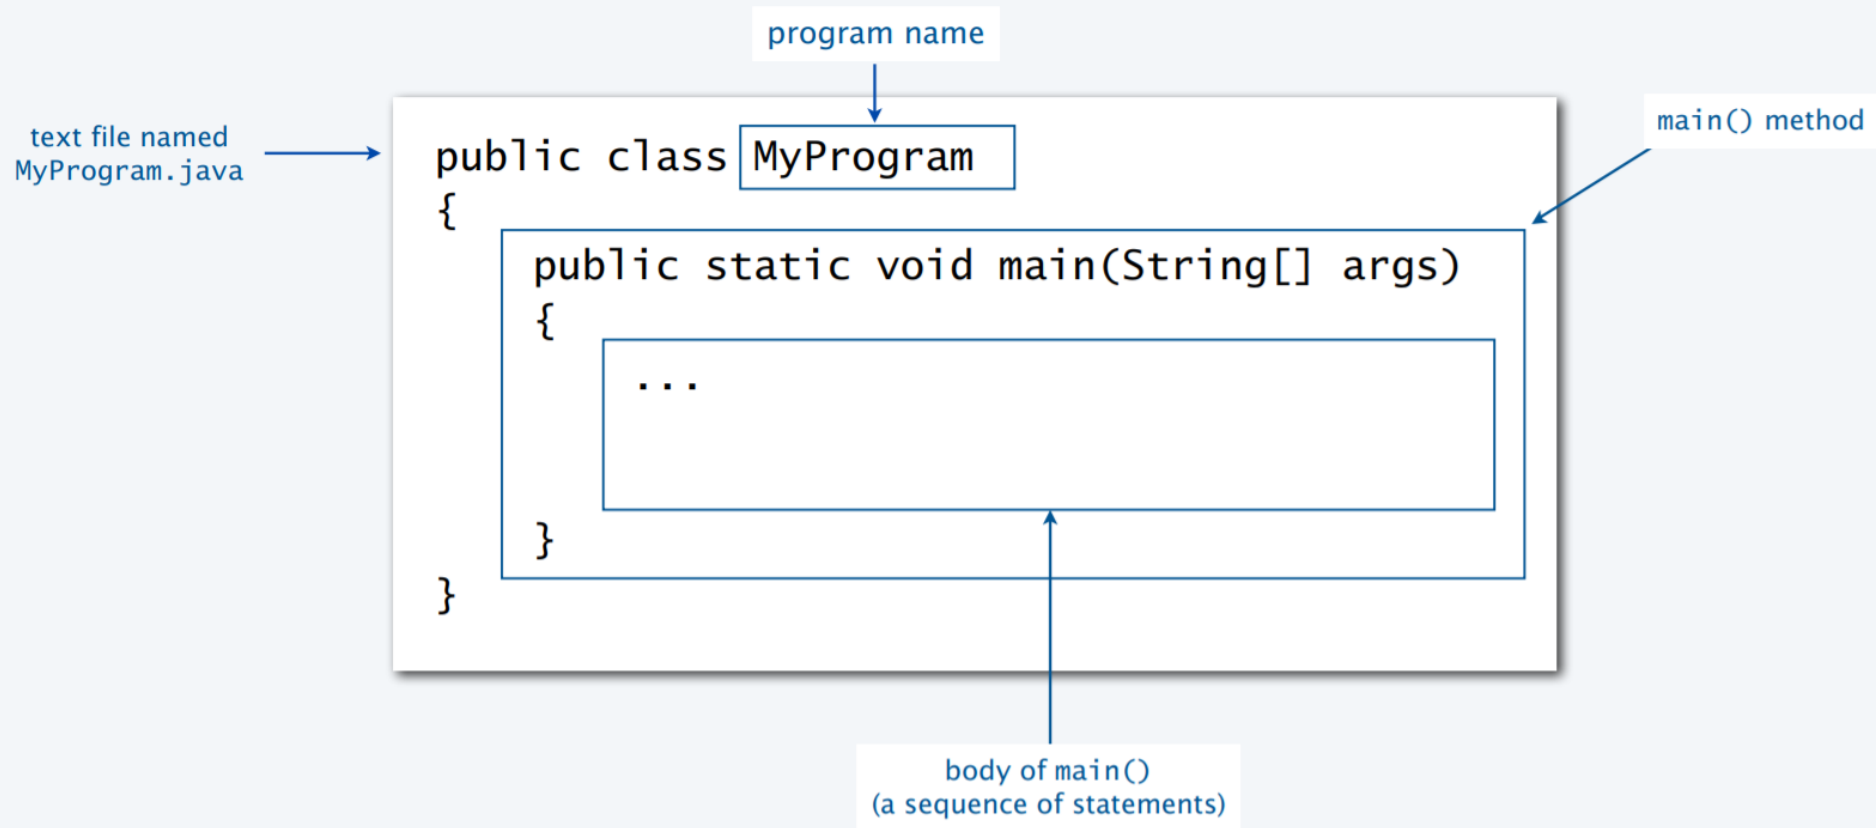 program name
text file named
MyProgram.java
main() method
public class MyProgram
{
public static void main(String[] args)
{
...
}
}
body of main()
(a sequence of statements)